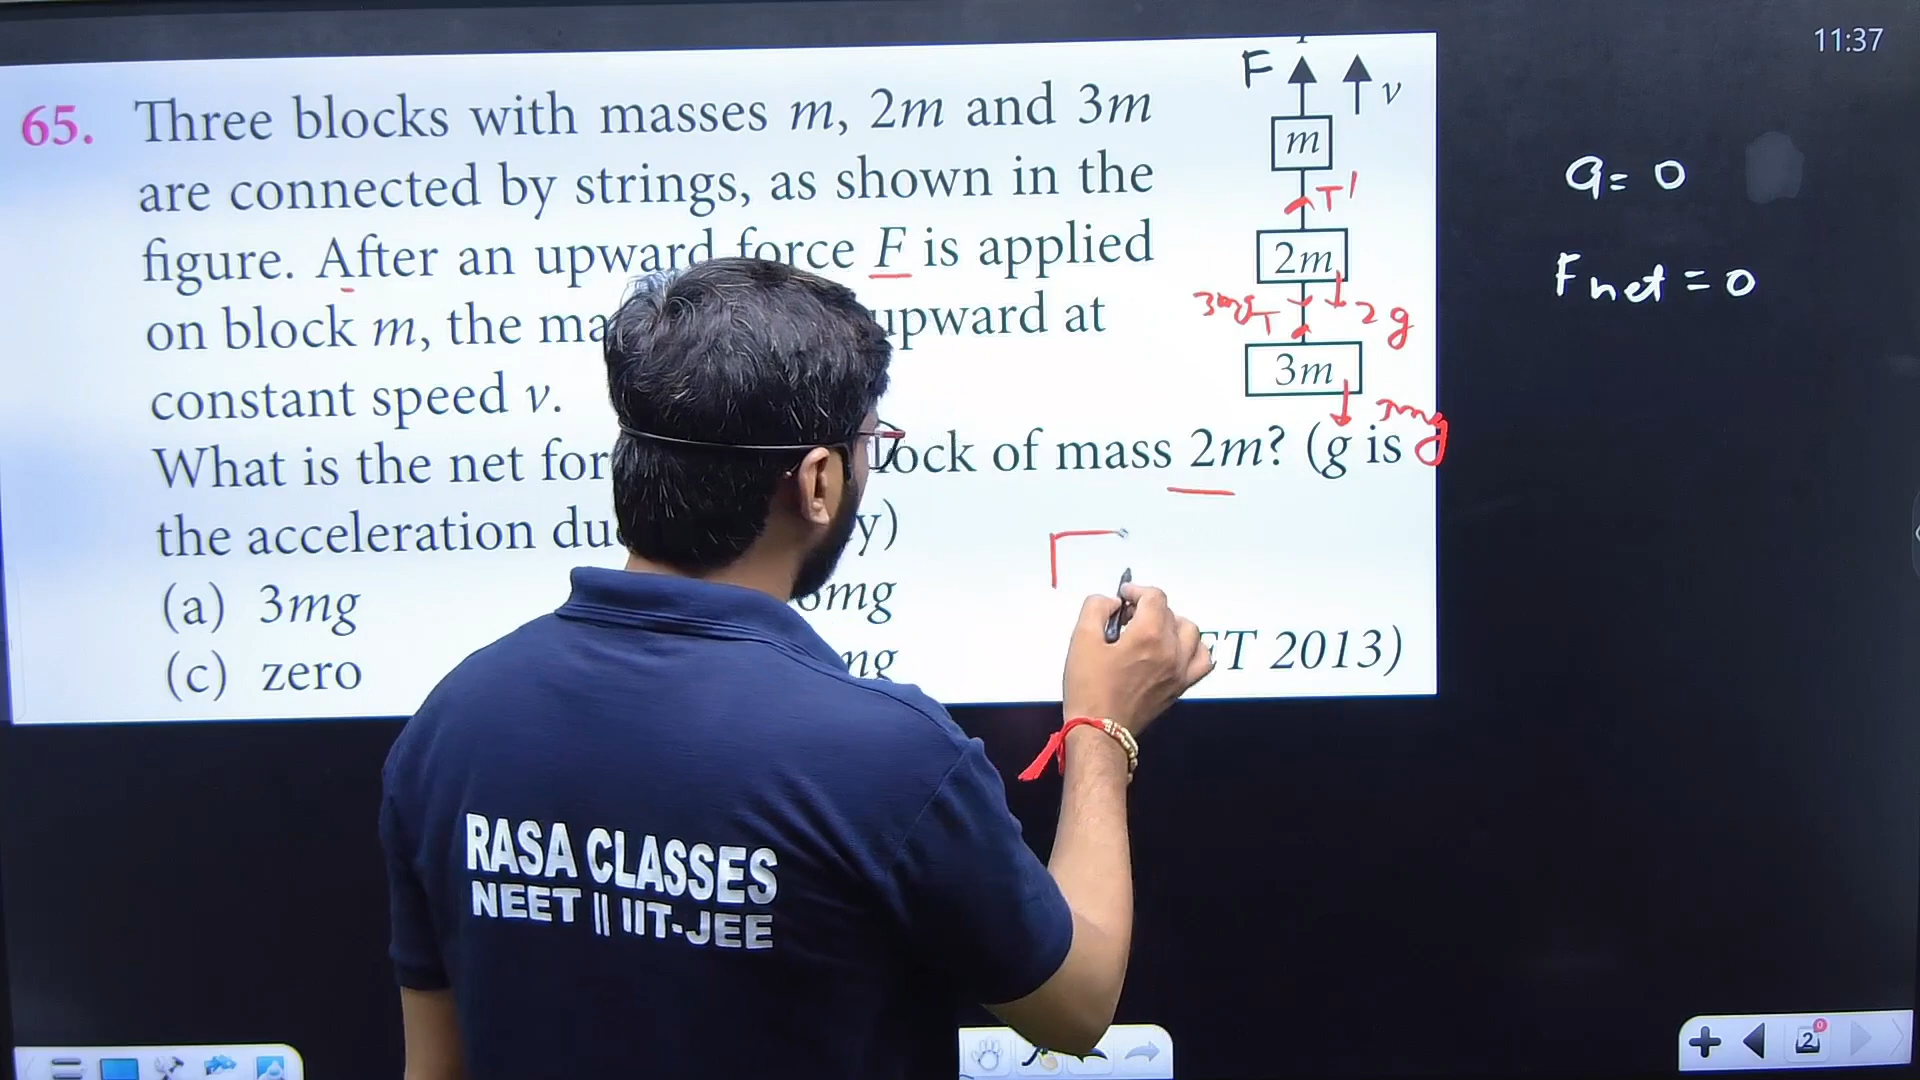 11:37
65. Three blocks with masses m, 2m and 3m
are connected by strings, as shown in the
figure. After an upward force F is applied
on block m, the ma upward at
constant speed v.
What is the net for lock of mass 2m? (g is
the acceleration du y)
(a) 3mg 6mg
(c) zero mg
ET 2013)
F v
m
T'
2m
3mg T 2g
3m
3mg
a = 0
Fnet = 0
RASA CLASSES
NEET || IIT-JEE
2